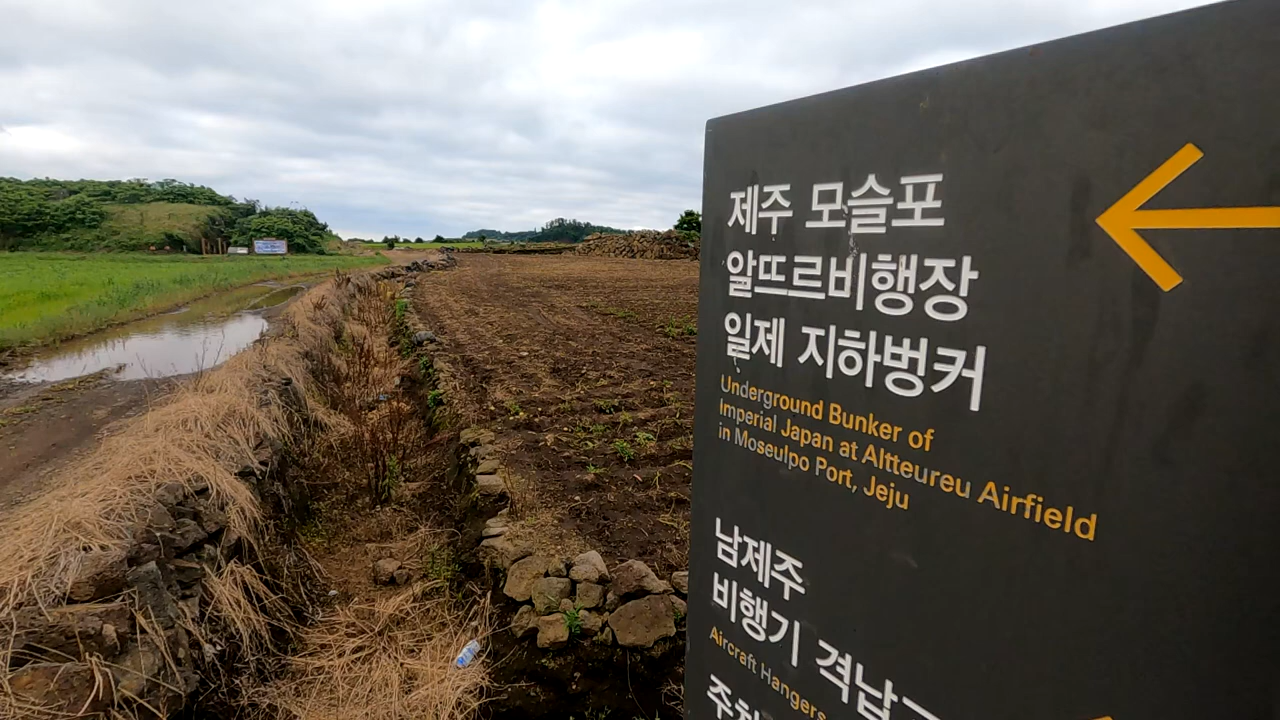 제주 모슬포
알뜨르비행장
일제 지하벙커
Underground Bunker of
Imperial Japan at Altteureu Airfield
in Moseulpo Port, Jeju
남제주
비행기 격납
Aircraft Hangers